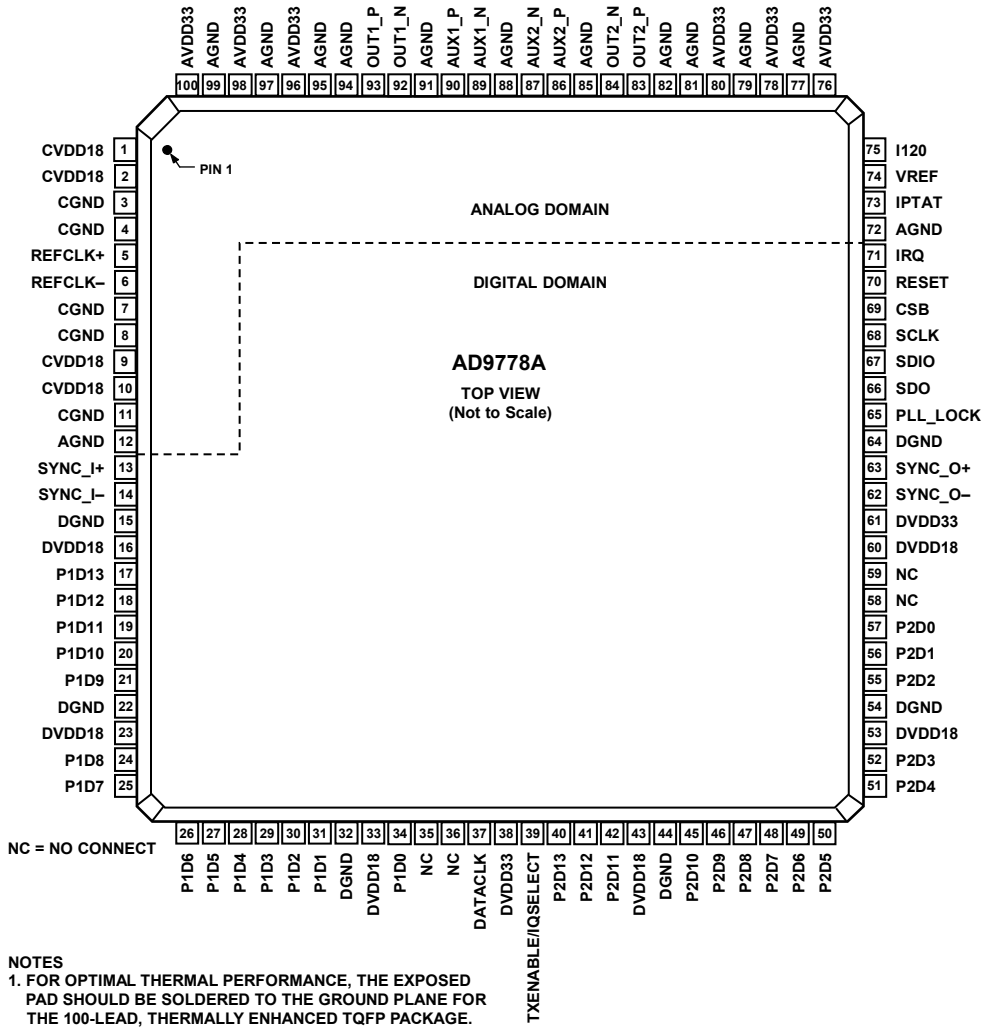 AVDD33
AGND
AVDD33
AGND
AVDD33
AGND
AGND
OUT1_P
OUT1_N
AGND
AUX1_P
AUX1_N
AGND
AUX2_N
AUX2_P
AGND
OUT2_N
OUT2_P
AGND
AGND
AVDD33
AGND
AVDD33
AGND
AVDD33
100 99 98 97 96 95 94 93 92 91 90 89 88 87 86 85 84 83 82 81 80 79 78 77 76
CVDD18 1
CVDD18 2
CGND 3
CGND 4
REFCLK+ 5
REFCLK– 6
CGND 7
CGND 8
CVDD18 9
CVDD18 10
CGND 11
AGND 12
SYNC_I+ 13
SYNC_I– 14
DGND 15
DVDD18 16
P1D13 17
P1D12 18
P1D11 19
P1D10 20
P1D9 21
DGND 22
DVDD18 23
P1D8 24
P1D7 25
PIN 1
ANALOG DOMAIN
DIGITAL DOMAIN
AD9778A
TOP VIEW
(Not to Scale)
75 I120
74 VREF
73 IPTAT
72 AGND
71 IRQ
70 RESET
69 CSB
68 SCLK
67 SDIO
66 SDO
65 PLL_LOCK
64 DGND
63 SYNC_O+
62 SYNC_O–
61 DVDD33
60 DVDD18
59 NC
58 NC
57 P2D0
56 P2D1
55 P2D2
54 DGND
53 DVDD18
52 P2D3
51 P2D4
26 27 28 29 30 31 32 33 34 35 36 37 38 39 40 41 42 43 44 45 46 47 48 49 50
P1D6
P1D5
P1D4
P1D3
P1D2
P1D1
DGND
DVDD18
P1D0
NC
NC
DATACLK
DVDD33
TXENABLE/IQSELECT
P2D13
P2D12
P2D11
DVDD18
DGND
P2D10
P2D9
P2D8
P2D7
P2D6
P2D5
NC = NO CONNECT
NOTES
1. FOR OPTIMAL THERMAL PERFORMANCE, THE EXPOSED
PAD SHOULD BE SOLDERED TO THE GROUND PLANE FOR
THE 100-LEAD, THERMALLY ENHANCED TQFP PACKAGE.